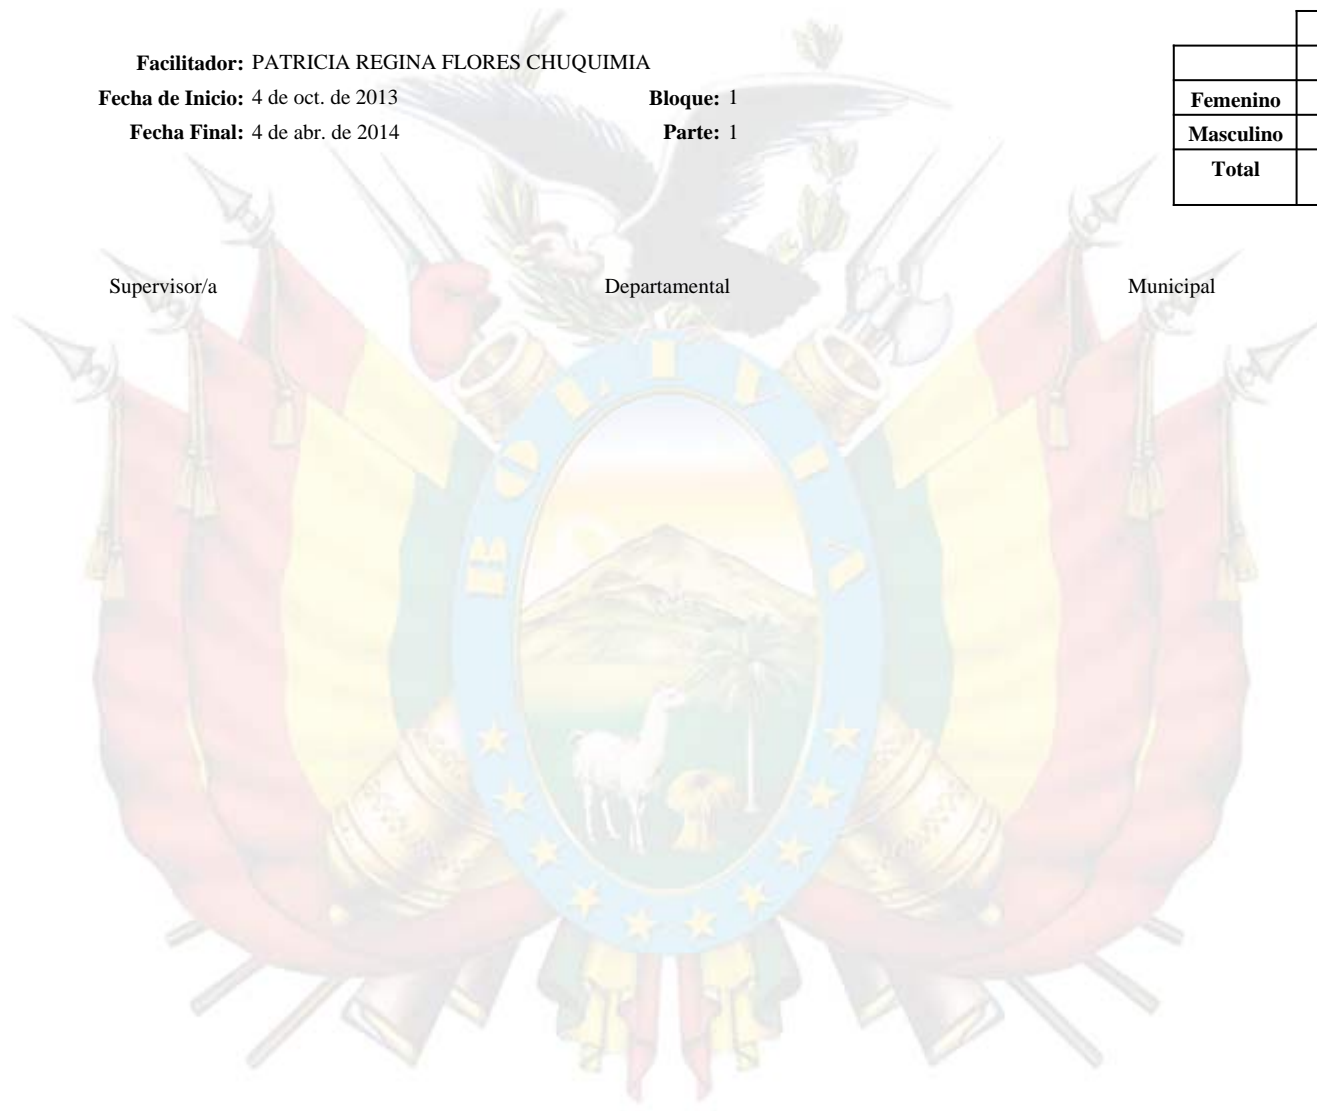 Facilitador: PATRICIA REGINA FLORES CHUQUIMIA
Fecha de Inicio: 4 de oct. de 2013 Bloque: 1
Fecha Final: 4 de abr. de 2014 Parte: 1
Femenino
Masculino
Total
Supervisor/a Departamental Municipal
BOLIVIA